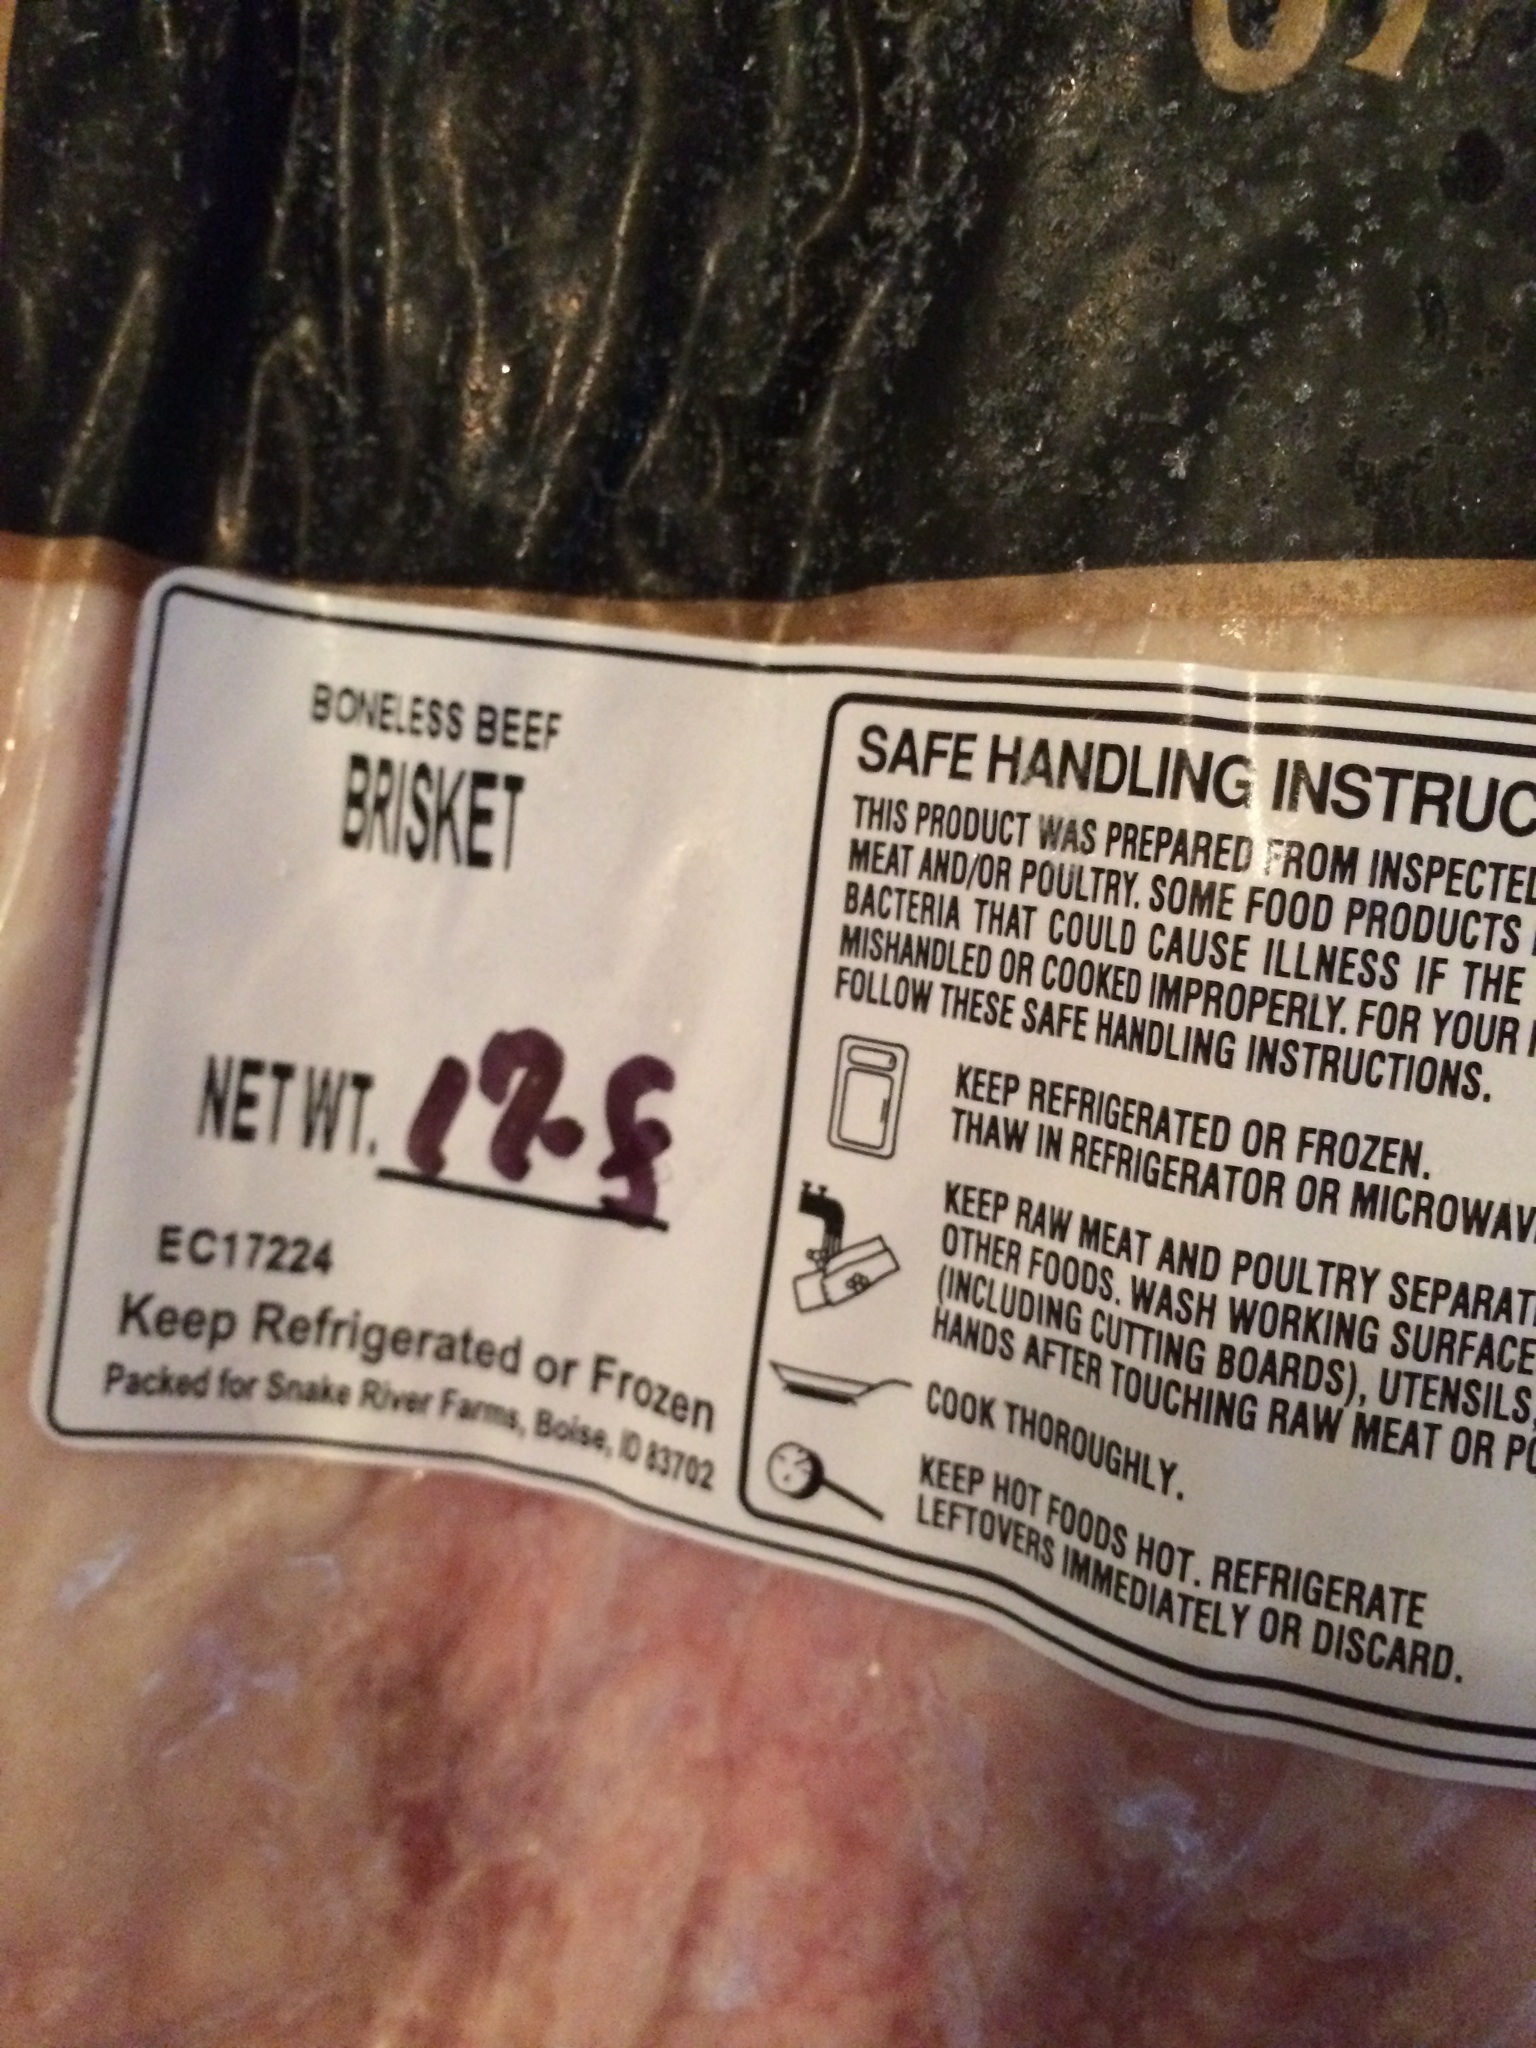 BONELESS BEEF
BRISKET
NET WT. 17.8
EC17224
Keep Refrigerated or Frozen
Packed for Snake River Farms, Boise, ID 83702
SAFE HANDLING INSTRUC
THIS PRODUCT WAS PREPARED FROM INSPECTED
MEAT AND/OR POULTRY. SOME FOOD PRODUCTS
BACTERIA THAT COULD CAUSE ILLNESS IF THE
MISHANDLED OR COOKED IMPROPERLY. FOR YOUR
FOLLOW THESE SAFE HANDLING INSTRUCTIONS.
KEEP REFRIGERATED OR FROZEN.
THAW IN REFRIGERATOR OR MICROWAV
KEEP RAW MEAT AND POULTRY SEPARAT
OTHER FOODS. WASH WORKING SURFACE
(INCLUDING CUTTING BOARDS), UTENSILS,
HANDS AFTER TOUCHING RAW MEAT OR PO
COOK THOROUGHLY.
KEEP HOT FOODS HOT. REFRIGERATE
LEFTOVERS IMMEDIATELY OR DISCARD.